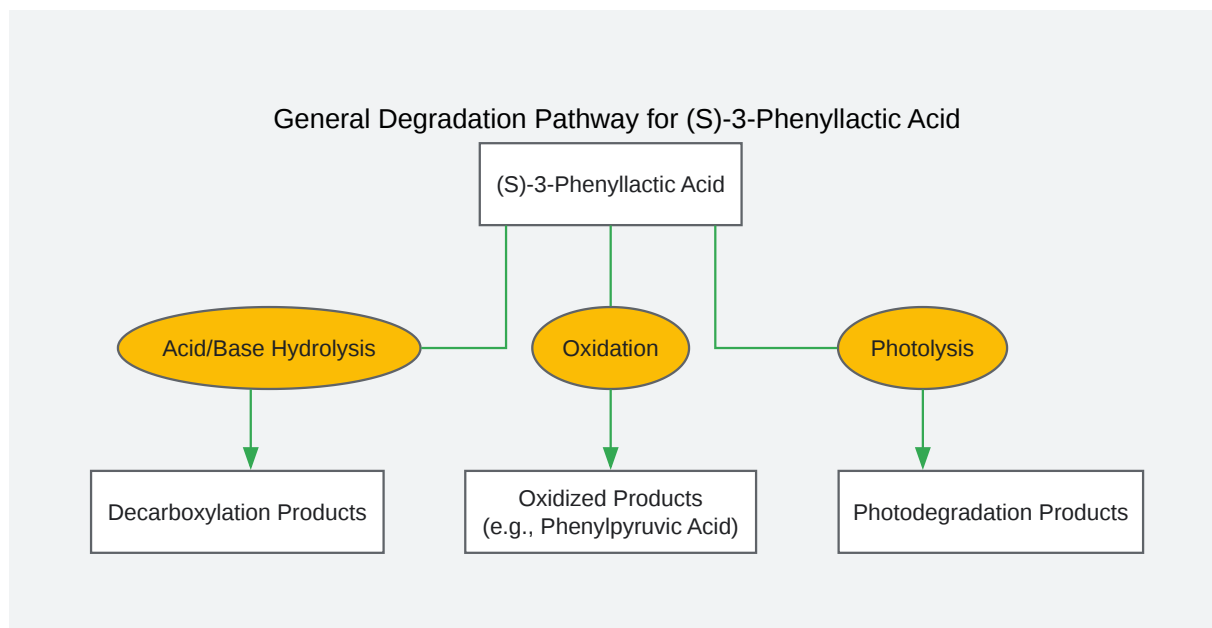 General Degradation Pathway for (S)-3-Phenyllactic Acid
(S)-3-Phenyllactic Acid
Acid/Base Hydrolysis
Oxidation
Photolysis
Decarboxylation Products
Oxidized Products
(e.g., Phenylpyruvic Acid)
Photodegradation Products